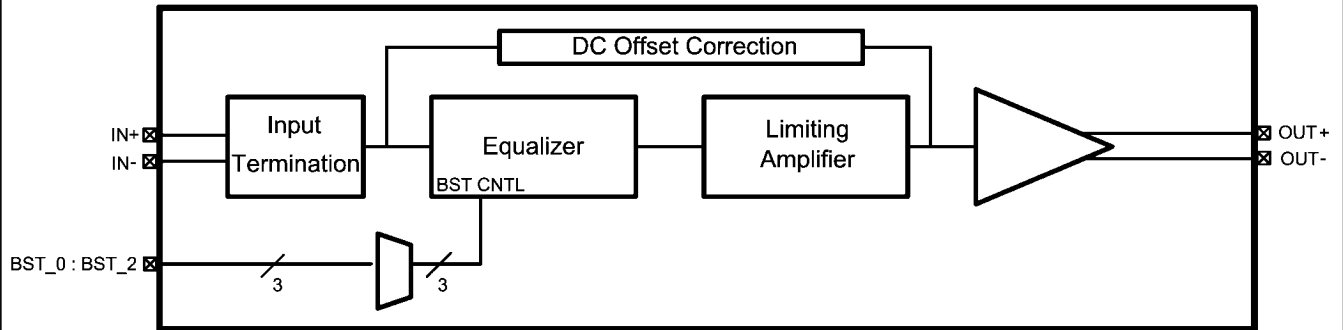 DC Offset Correction
Input
Termination
Equalizer
BST CNTL
Limiting
Amplifier
IN+
IN-
OUT+
OUT-
BST_0 : BST_2
3
3